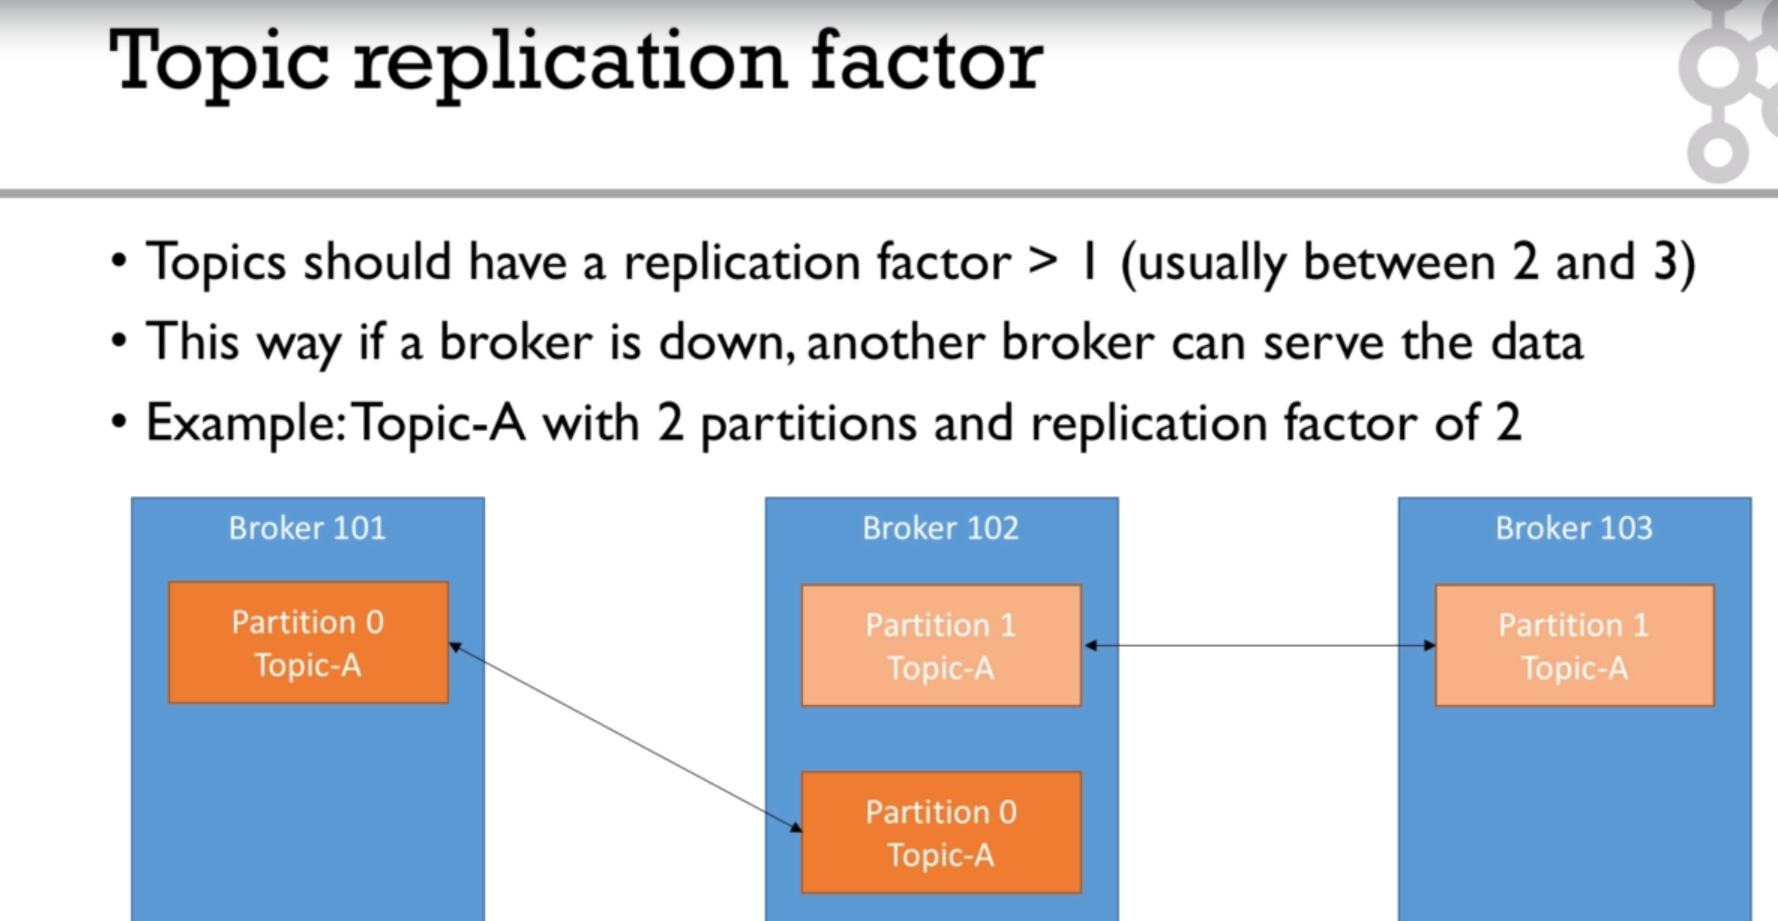 Topic replication factor
• Topics should have a replication factor > 1 (usually between 2 and 3)
• This way if a broker is down, another broker can serve the data
• Example: Topic-A with 2 partitions and replication factor of 2
Broker 101
Partition 0
Topic-A
Broker 102
Partition 1
Topic-A
Partition 0
Topic-A
Broker 103
Partition 1
Topic-A